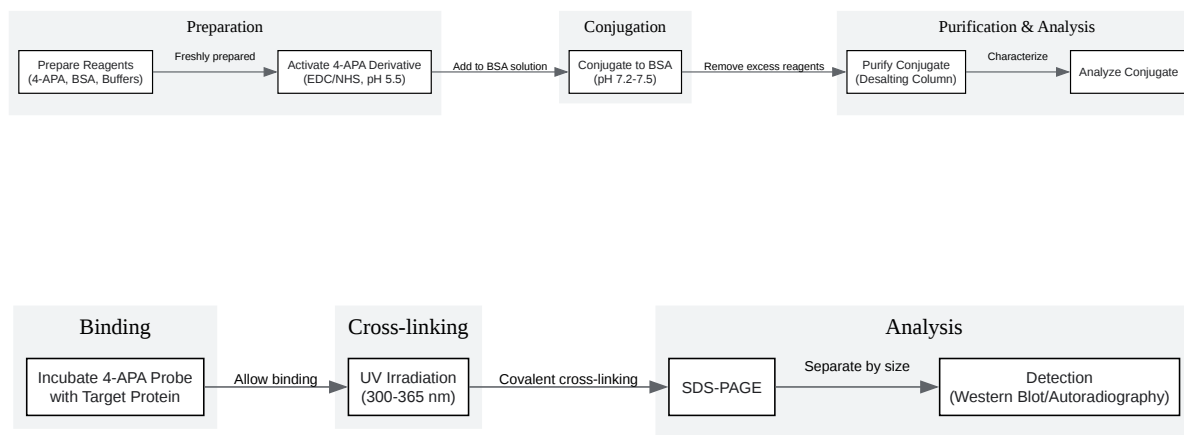 Preparation
Conjugation
Purification & Analysis
Prepare Reagents
(4-APA, BSA, Buffers)
Freshly prepared
Activate 4-APA Derivative
(EDC/NHS, pH 5.5)
Add to BSA solution
Conjugate to BSA
(pH 7.2-7.5)
Remove excess reagents
Purify Conjugate
(Desalting Column)
Characterize
Analyze Conjugate
Binding
Cross-linking
Analysis
Incubate 4-APA Probe
with Target Protein
Allow binding
UV Irradiation
(300-365 nm)
Covalent cross-linking
SDS-PAGE
Separate by size
Detection
(Western Blot/Autoradiography)